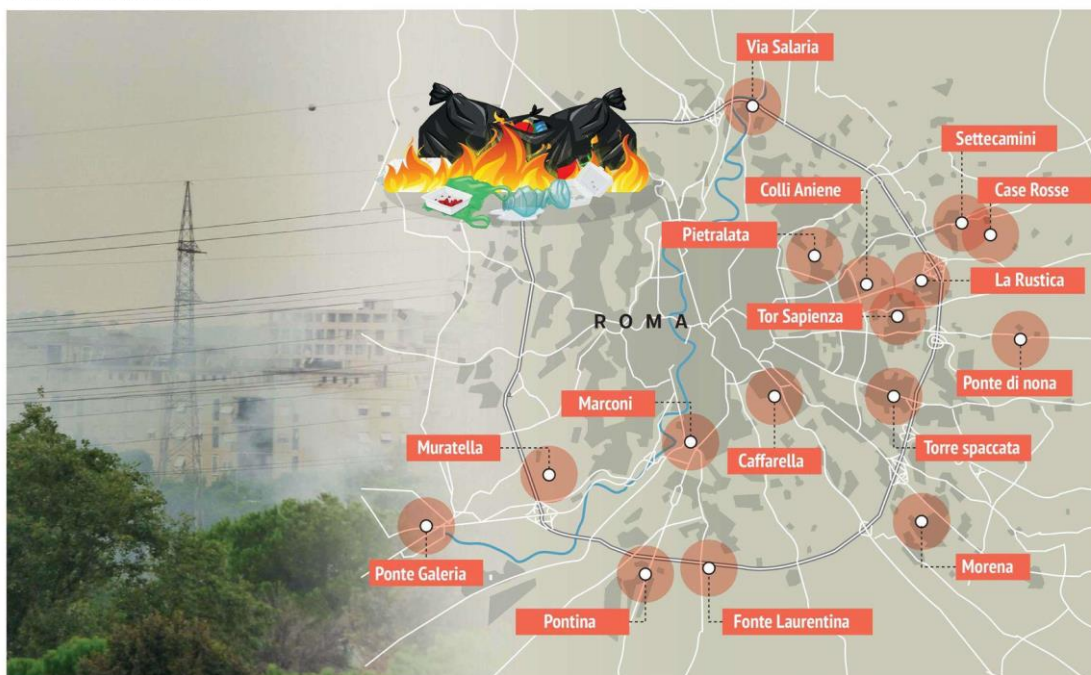 Via Salaria
Settecamini
Colli Aniene
Case Rosse
Pietralata
La Rustica
Tor Sapienza
ROMA
Ponte di nona
Marconi
Muratella
Caffarella
Torre spaccata
Ponte Galeria
Morena
Pontina
Fonte Laurentina